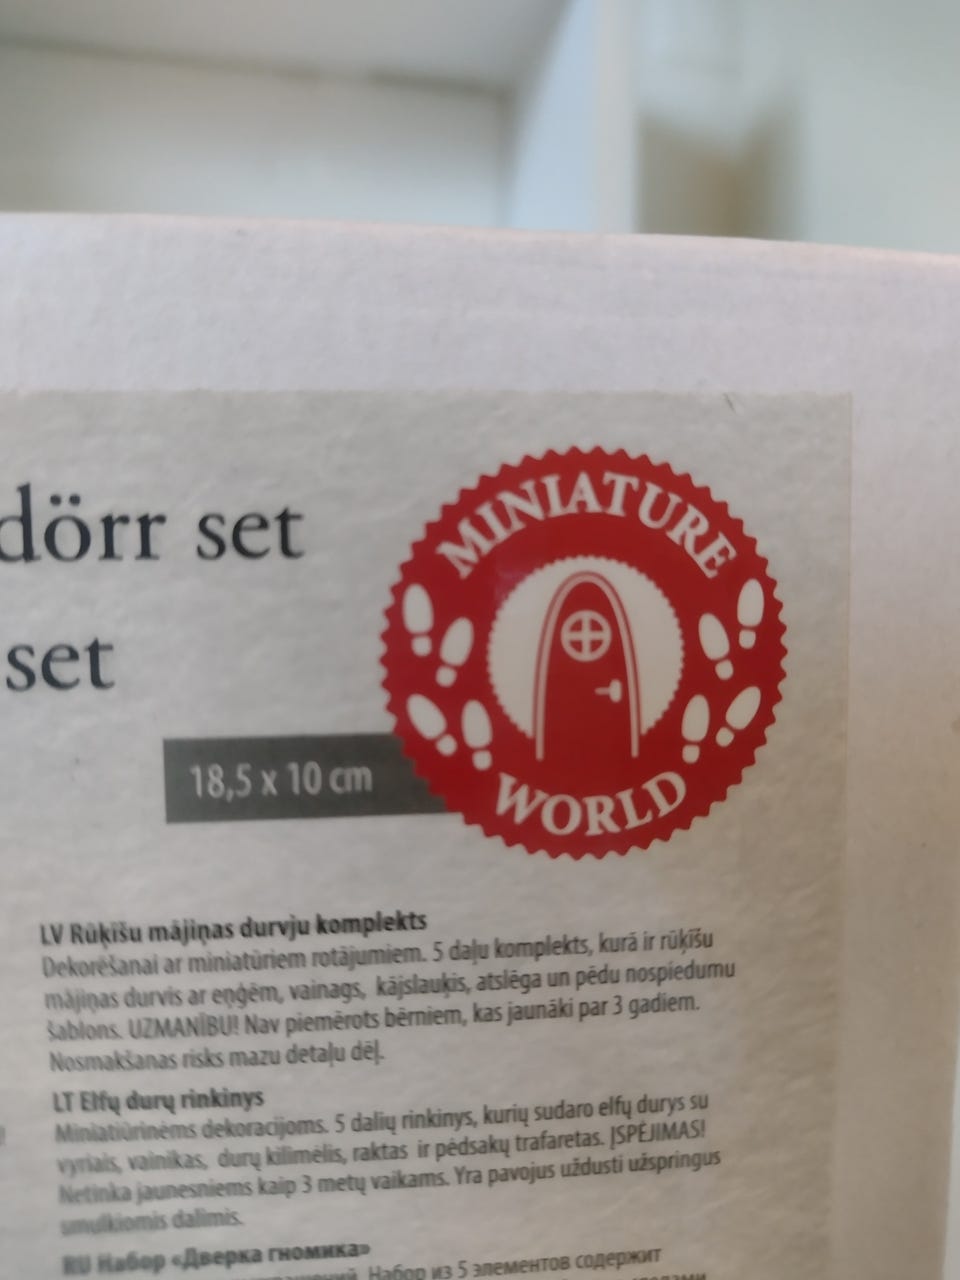 dörr set
set
MINIATURE
WORLD
18,5 x 10 cm
LV Rūķīšu mājiņas durvju komplekts
Dekorēšanai ar miniatūriem rotājumiem. 5 daļu komplekts, kurā ir rūķīšu
mājiņas durvis ar eņģēm, vainags, kājslauķis, atslēga un pēdu nospiedumu
šablons. UZMANĪBU! Nav piemērots bērniem, kas jaunāki par 3 gadiem.
Nosmakšanas risks mazu detaļu dēļ.
LT Elfų durų rinkinys
Miniatiūrinėms dekoracijoms. 5 dalių rinkinys, kurių sudaro elfų durys su
vyriais, vainikas, durų kilimėlis, raktas ir pėdsakų trafaretas. ĮSPĖJIMAS!
Netinka jaunesniems kaip 3 metų vaikams. Yra pavojus uždusti užspringus
smulkiomis dalimis.
RU Набор «Дверка гномика»
Набор из 5 элементов содержит